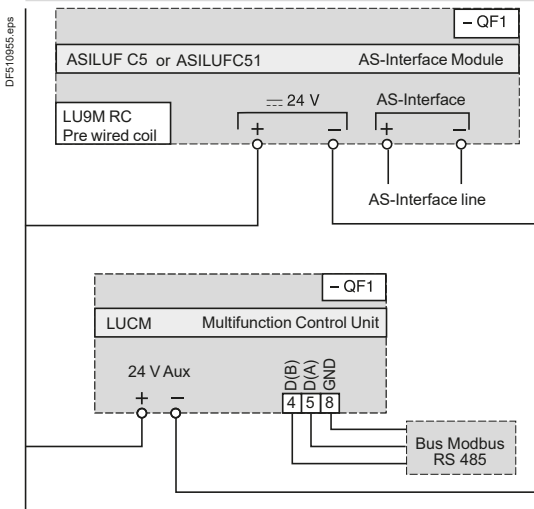 DF510955.eps
– QF1
ASILUF C5 or ASILUFC51 AS-Interface Module
LU9M RC
Pre wired coil
24 V
AS-Interface
+ – + –
AS-Interface line
– QF1
LUCM Multifunction Control Unit
24 V Aux
+ –
D(B) D(A) GND
4 5 8
Bus Modbus
RS 485